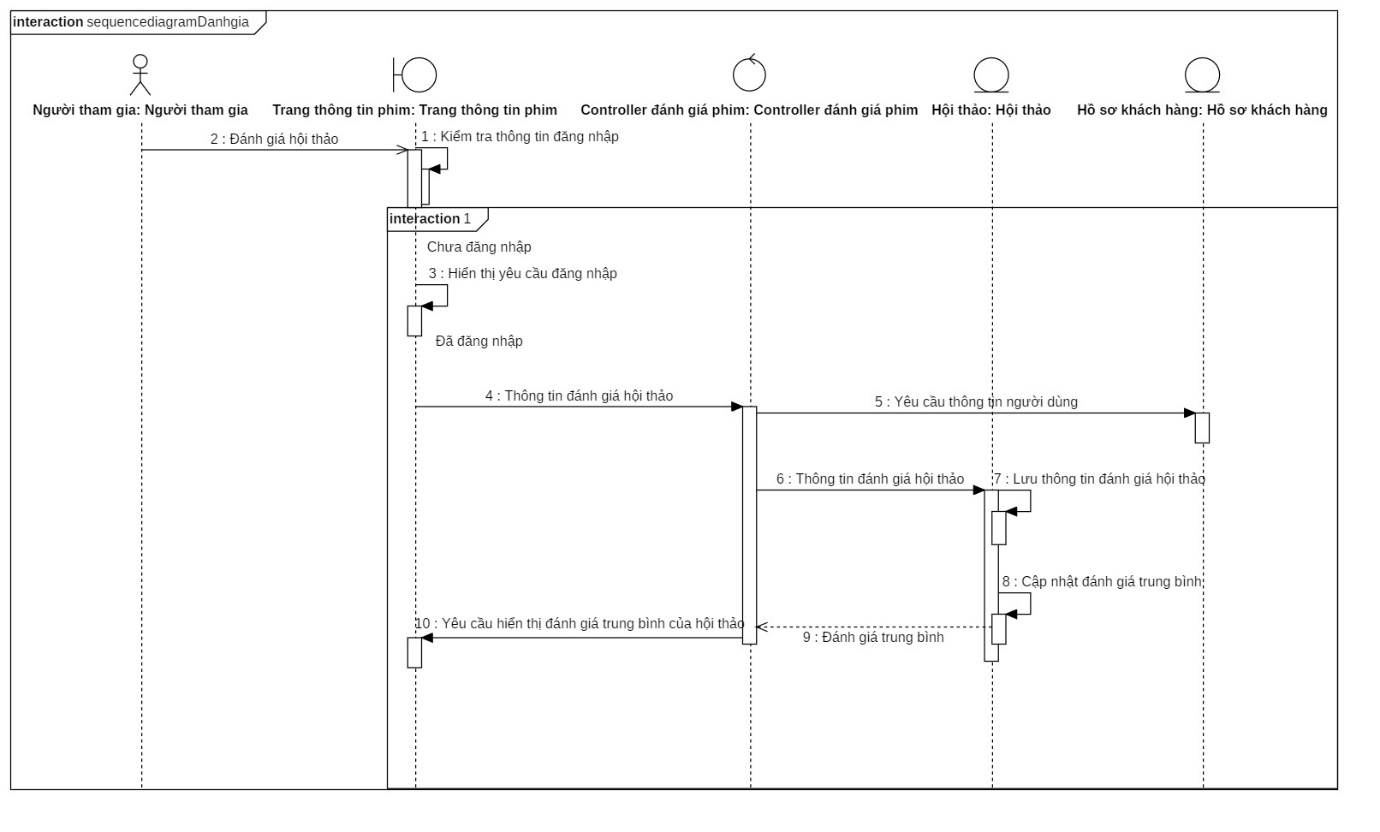 interaction sequencediagramDanhgia
Người tham gia: Người tham gia
Trang thông tin phim: Trang thông tin phim
Controller đánh giá phim: Controller đánh giá phim
Hội thảo: Hội thảo
Hồ sơ khách hàng: Hồ sơ khách hàng
1 : Kiểm tra thông tin đăng nhập
2 : Đánh giá hội thảo
interaction 1
Chưa đăng nhập
3 : Hiển thị yêu cầu đăng nhập
Đã đăng nhập
4 : Thông tin đánh giá hội thảo
5 : Yêu cầu thông tin người dùng
6 : Thông tin đánh giá hội thảo
7 : Lưu thông tin đánh giá hội thảo
8 : Cập nhật đánh giá trung bình
10 : Yêu cầu hiển thị đánh giá trung bình của hội thảo
9 : Đánh giá trung bình